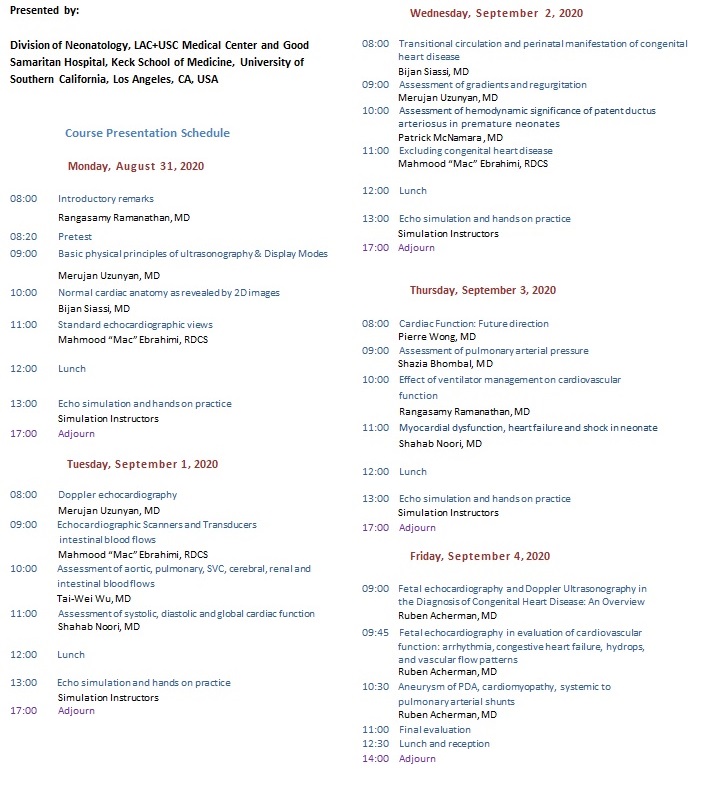 Presented by:
Division of Neonatology, LAC+USC Medical Center and Good
Samaritan Hospital, Keck School of Medicine, University of
Southern California, Los Angeles, CA, USA
Course Presentation Schedule
Monday, August 31, 2020
08:00 Introductory remarks
Rangasamy Ramanathan, MD
08:20 Pretest
09:00 Basic physical principles of ultrasonography & Display Modes
Merujan Uzunyan, MD
10:00 Normal cardiac anatomy as revealed by 2D images
Bijan Siassi, MD
11:00 Standard echocardiographic views
Mahmood “Mac” Ebrahimi, RDCS
12:00 Lunch
13:00 Echo simulation and hands on practice
Simulation Instructors
17:00 Adjourn
Tuesday, September 1, 2020
08:00 Doppler echocardiography
Merujan Uzunyan, MD
09:00 Echocardiographic Scanners and Transducers
intestinal blood flows
Mahmood “Mac” Ebrahimi, RDCS
10:00 Assessment of aortic, pulmonary, SVC, cerebral, renal and
intestinal blood flows
Tai-Wei Wu, MD
11:00 Assessment of systolic, diastolic and global cardiac function
Shahab Noori, MD
12:00 Lunch
13:00 Echo simulation and hands on practice
Simulation Instructors
17:00 Adjourn
Wednesday, September 2, 2020
08:00 Transitional circulation and perinatal manifestation of congenital
heart disease
Bijan Siassi, MD
09:00 Assessment of gradients and regurgitation
Merujan Uzunyan, MD
10:00 Assessment of hemodynamic significance of patent ductus
arteriosus in premature neonates
Patrick McNamara, MD
11:00 Excluding congenital heart disease
Mahmood “Mac” Ebrahimi, RDCS
12:00 Lunch
13:00 Echo simulation and hands on practice
Simulation Instructors
17:00 Adjourn
Thursday, September 3, 2020
08:00 Cardiac Function: Future direction
Pierre Wong, MD
09:00 Assessment of pulmonary arterial pressure
Shazia Bhombal, MD
10:00 Effect of ventilator management on cardiovascular
function
Rangasamy Ramanathan, MD
11:00 Myocardial dysfunction, heart failure and shock in neonate
Shahab Noori, MD
12:00 Lunch
13:00 Echo simulation and hands on practice
Simulation Instructors
17:00 Adjourn
Friday, September 4, 2020
09:00 Fetal echocardiography and Doppler Ultrasonography in
the Diagnosis of Congenital Heart Disease: An Overview
Ruben Acherman, MD
09:45 Fetal echocardiography in evaluation of cardiovascular
function: arrhythmia, congestive heart failure, hydrops,
and vascular flow patterns
Ruben Acherman, MD
10:30 Aneurysm of PDA, cardiomyopathy, systemic to
pulmonary arterial shunts
Ruben Acherman, MD
11:00 Final evaluation
12:30 Lunch and reception
14:00 Adjourn